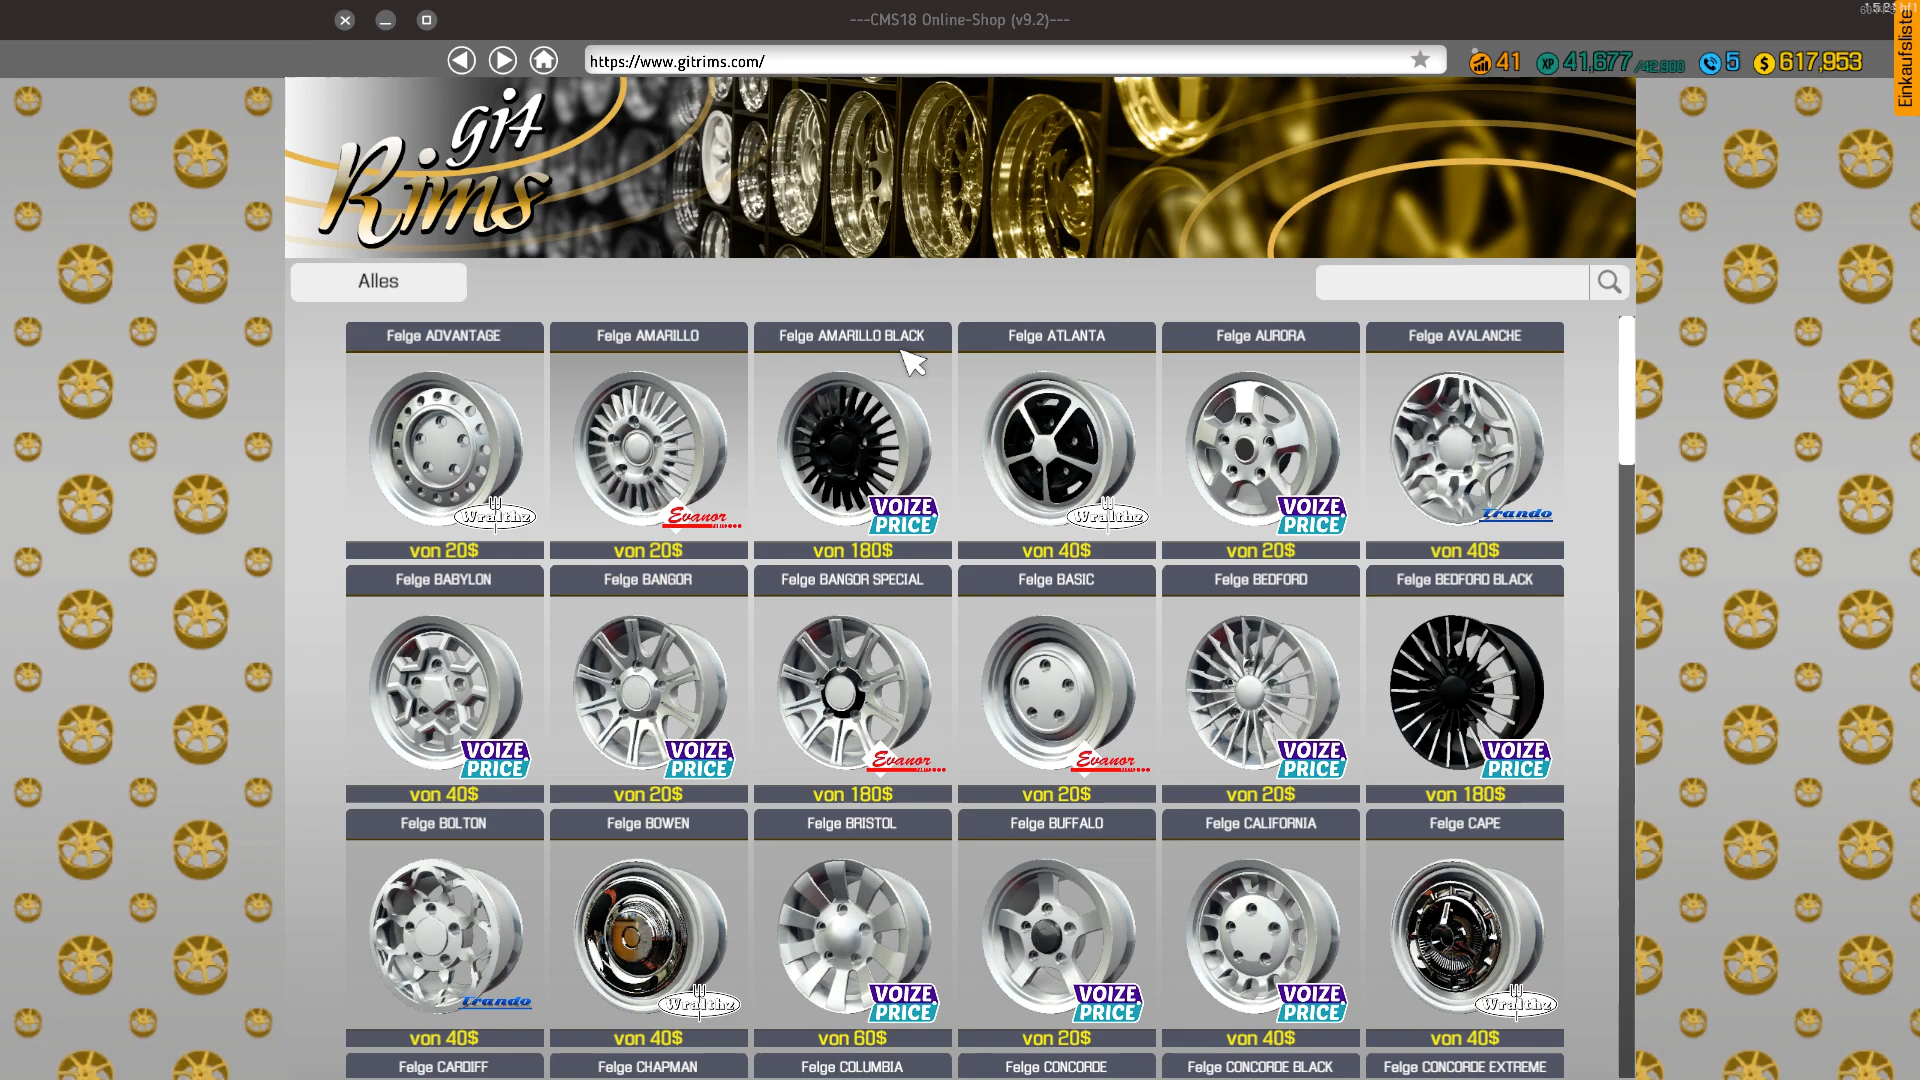 ---CMS18 Online-Shop (v9.2)---
https://www.gitrims.com/
41
XP 41,677/42,900
5
$ 617,953
Einkaufsliste
git
Rims
Alles
Felge ADVANTAGE
Felge AMARILLO
Felge AMARILLO BLACK
Felge ATLANTA
Felge AURORA
Felge AVALANCHE
Wralthz
Evanor
VOIZE
PRICE
Wralthz
VOIZE
PRICE
Trando
von 20$
von 20$
von 180$
von 40$
von 20$
von 40$
Felge BABYLON
Felge BANGOR
Felge BANGOR SPECIAL
Felge BASIC
Felge BEDFORD
Felge BEDFORD BLACK
VOIZE
PRICE
VOIZE
PRICE
Evanor
Evanor
VOIZE
PRICE
VOIZE
PRICE
von 40$
von 20$
von 180$
von 20$
von 20$
von 180$
Felge BOLTON
Felge BOWEN
Felge BRISTOL
Felge BUFFALO
Felge CALIFORNIA
Felge CAPE
Trando
Wralthz
VOIZE
PRICE
VOIZE
PRICE
VOIZE
PRICE
Wralthz
von 40$
von 40$
von 60$
von 20$
von 40$
von 40$
Felge CARDIFF
Felge CHAPMAN
Felge COLUMBIA
Felge CONCORDE
Felge CONCORDE BLACK
Felge CONCORDE EXTREME